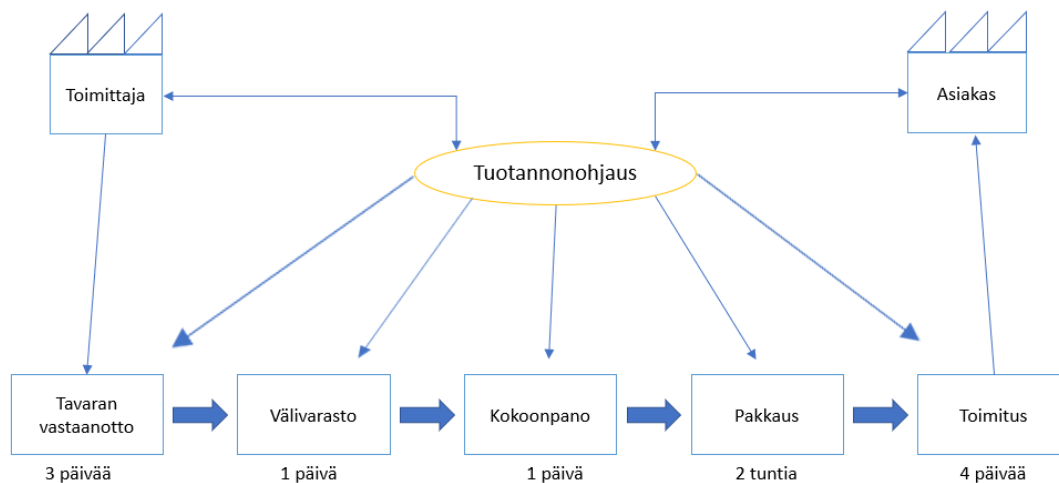 Toimittaja
Asiakas
Tuotannonohjaus
Tavaran
vastaanotto
Välivarasto
Kokoonpano
Pakkaus
Toimitus
3 päivää
1 päivä
1 päivä
2 tuntia
4 päivää